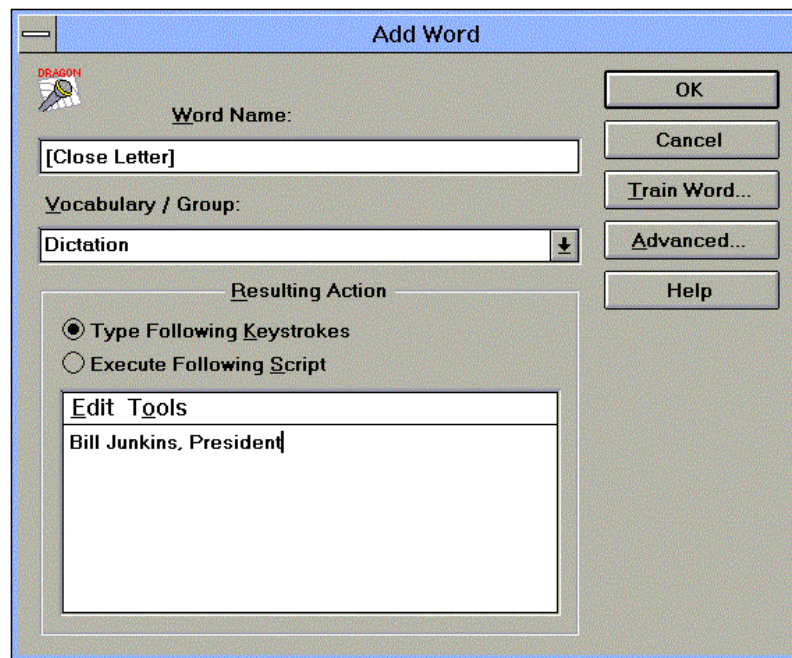 Add Word
DRAGON
Word Name:
[Close Letter]
Vocabulary / Group:
Dictation
Resulting Action
Type Following Keystrokes
Execute Following Script
Edit Tools
Bill Junkins, President
OK
Cancel
Train Word...
Advanced...
Help